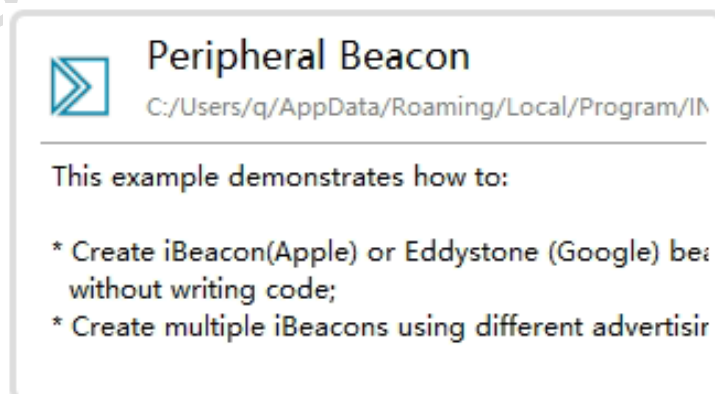 Peripheral Beacon
C:/Users/q/AppData/Roaming/Local/Program/IN
This example demonstrates how to:
* Create iBeacon(Apple) or Eddystone (Google) bea
without writing code;
* Create multiple iBeacons using different advertisin